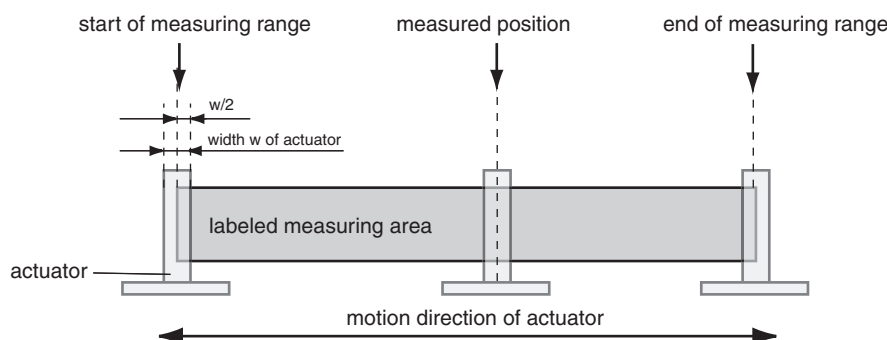 start of measuring range
measured position
end of measuring range
w/2
width w of actuator
labeled measuring area
actuator
motion direction of actuator